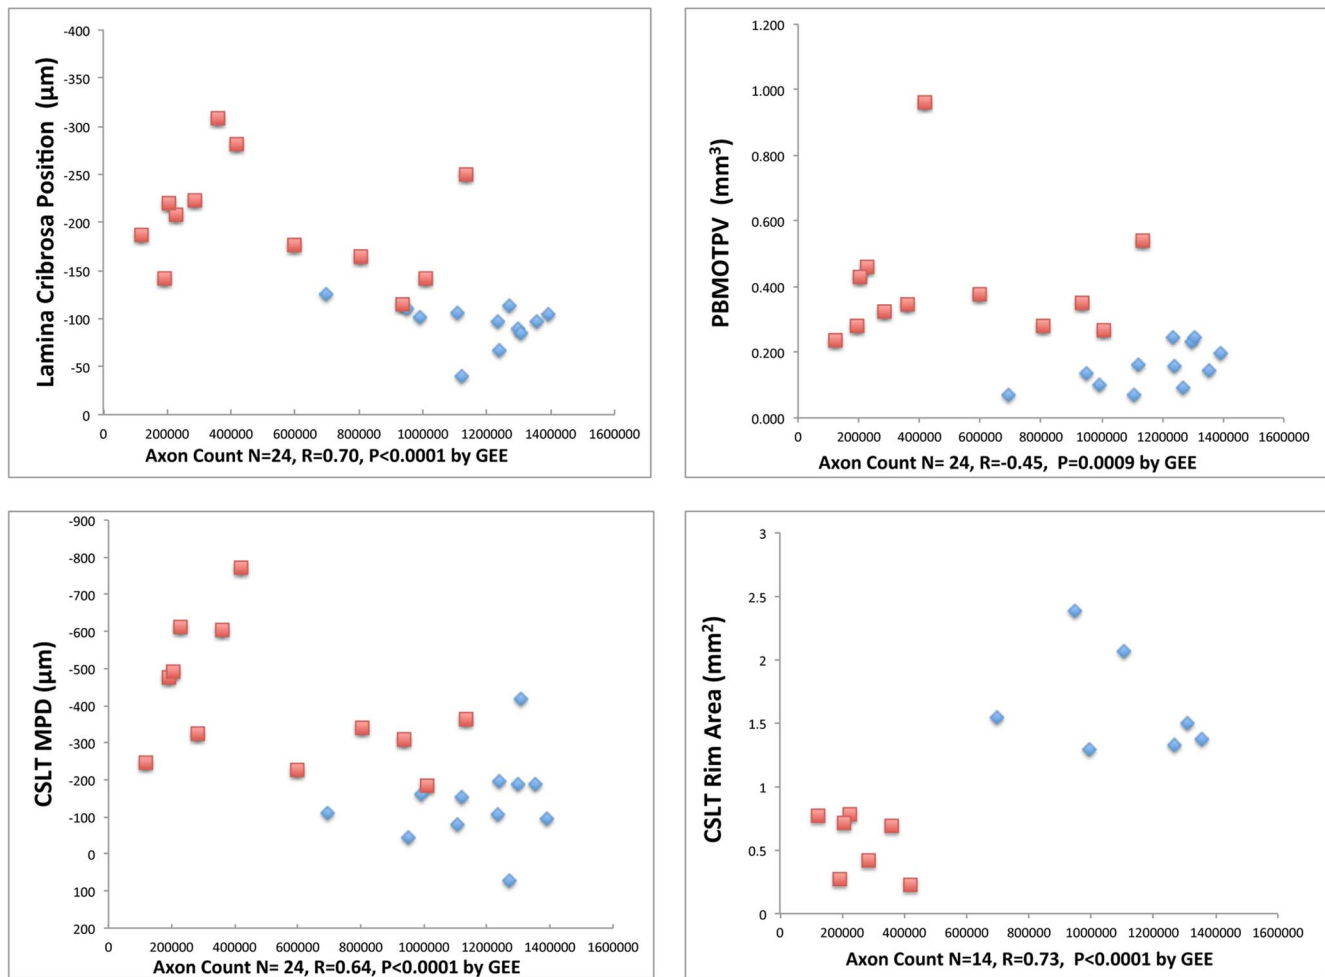 -400
-350
-300
-250
-200
-150
-100
-50
0
Lamina Cribrosa Position (µm)
0 200000 400000 600000 800000 1000000 1200000 1400000 1600000
Axon Count N=24, R=0.70, P<0.0001 by GEE
1.200
1.000
0.800
0.600
0.400
0.200
0.000
PBMOTPV (mm³)
0 200000 400000 600000 800000 1000000 1200000 1400000 1600000
Axon Count N= 24, R=-0.45, P=0.0009 by GEE
-900
-800
-700
-600
-500
-400
-300
-200
-100
0
100
200
CSLT MPD (µm)
0 200000 400000 600000 800000 1000000 1200000 1400000 1600000
Axon Count N= 24, R=0.64, P<0.0001 by GEE
3
2.5
2
1.5
1
0.5
0
CSLT Rim Area (mm²)
0 200000 400000 600000 800000 1000000 1200000 1400000 1600000
Axon Count N=14, R=0.73, P<0.0001 by GEE